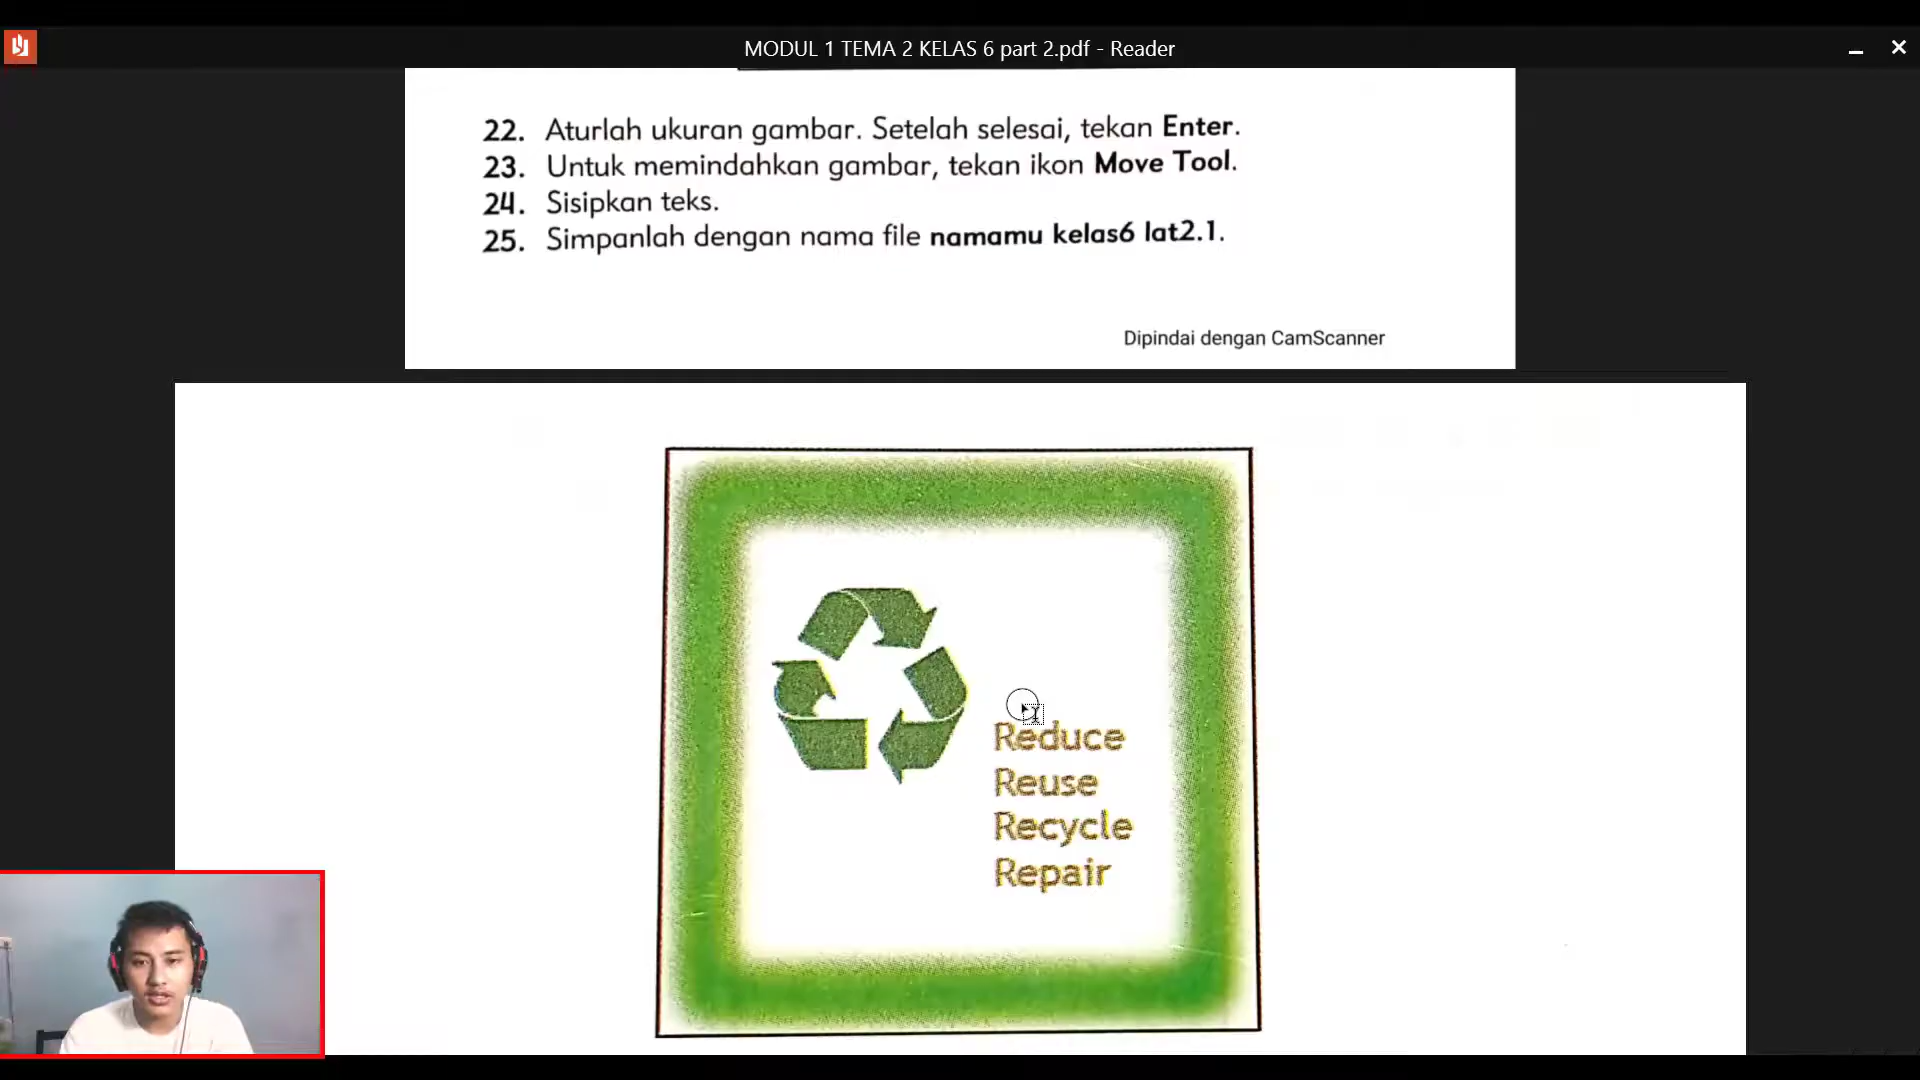 MODUL 1 TEMA 2 KELAS 6 part 2.pdf - Reader
22. Aturlah ukuran gambar. Setelah selesai, tekan Enter.
23. Untuk memindahkan gambar, tekan ikon Move Tool.
24. Sisipkan teks.
25. Simpanlah dengan nama file namamu kelas6 lat2.1.
Dipindai dengan CamScanner
Reduce
Reuse
Recycle
Repair